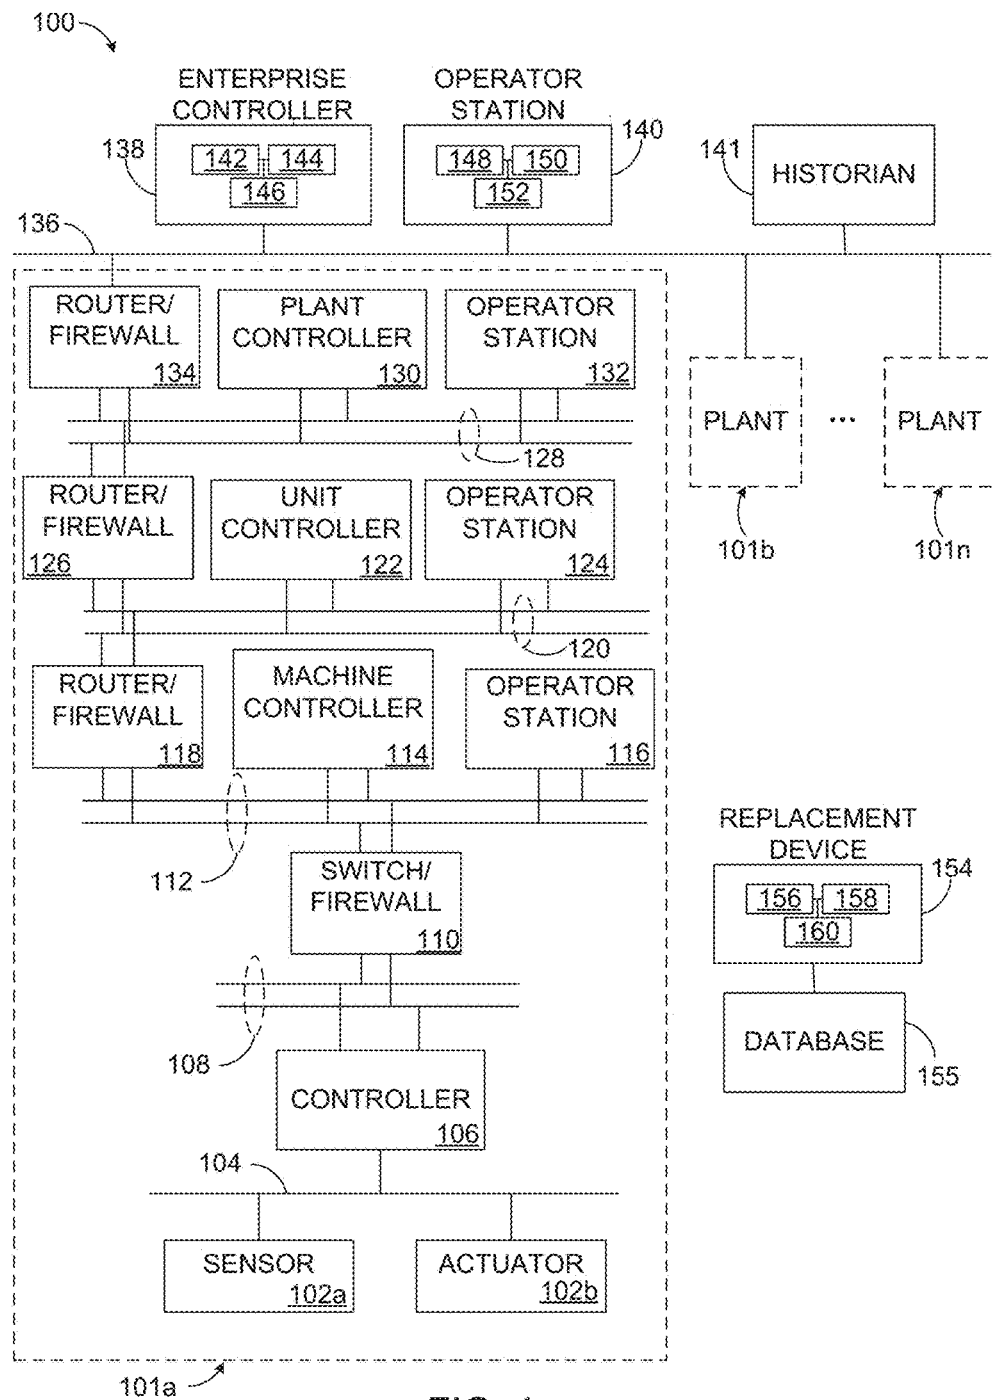 100
ENTERPRISE
CONTROLLER
OPERATOR
STATION
138
142
144
146
148
150
152
140
141
HISTORIAN
136
ROUTER/
FIREWALL
134
PLANT
CONTROLLER
130
OPERATOR
STATION
132
PLANT
...
PLANT
128
101b
101n
ROUTER/
FIREWALL
126
UNIT
CONTROLLER
122
OPERATOR
STATION
124
120
ROUTER/
FIREWALL
118
MACHINE
CONTROLLER
114
OPERATOR
STATION
116
112
SWITCH/
FIREWALL
110
REPLACEMENT
DEVICE
154
156
158
160
108
DATABASE
155
CONTROLLER
106
104
SENSOR
102a
ACTUATOR
102b
101a